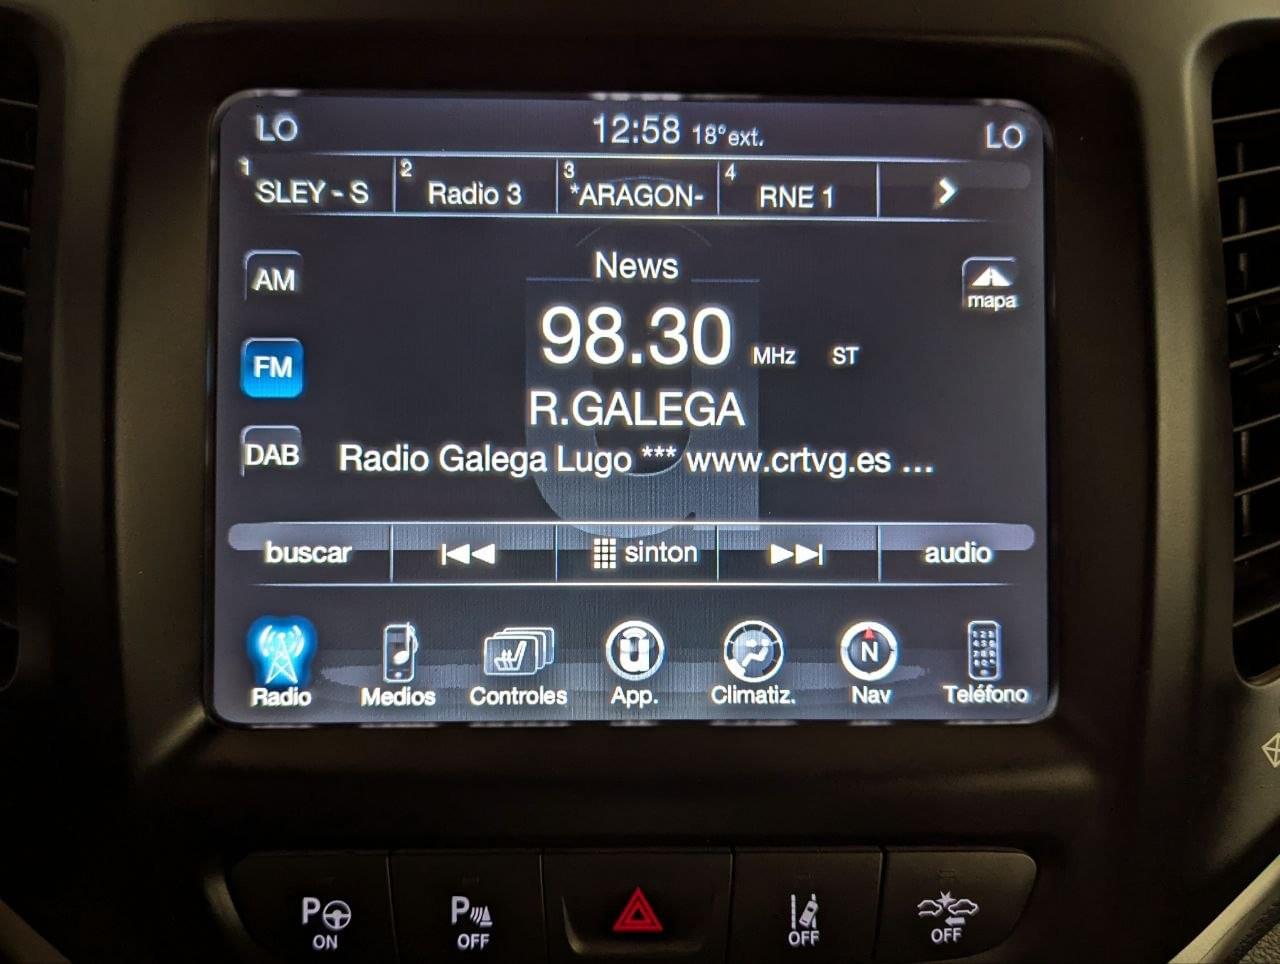 LO 12:58 18°ext. LO
1 SLEY - S 2 Radio 3 3 *ARAGON- 4 RNE 1
News
AM
mapa
98.30 MHz ST
FM
R.GALEGA
DAB
Radio Galega Lugo *** www.crtvg.es ...
buscar sinton audio
Radio Medios Controles App. Climatiz. N Nav Teléfono
P ON P OFF OFF OFF